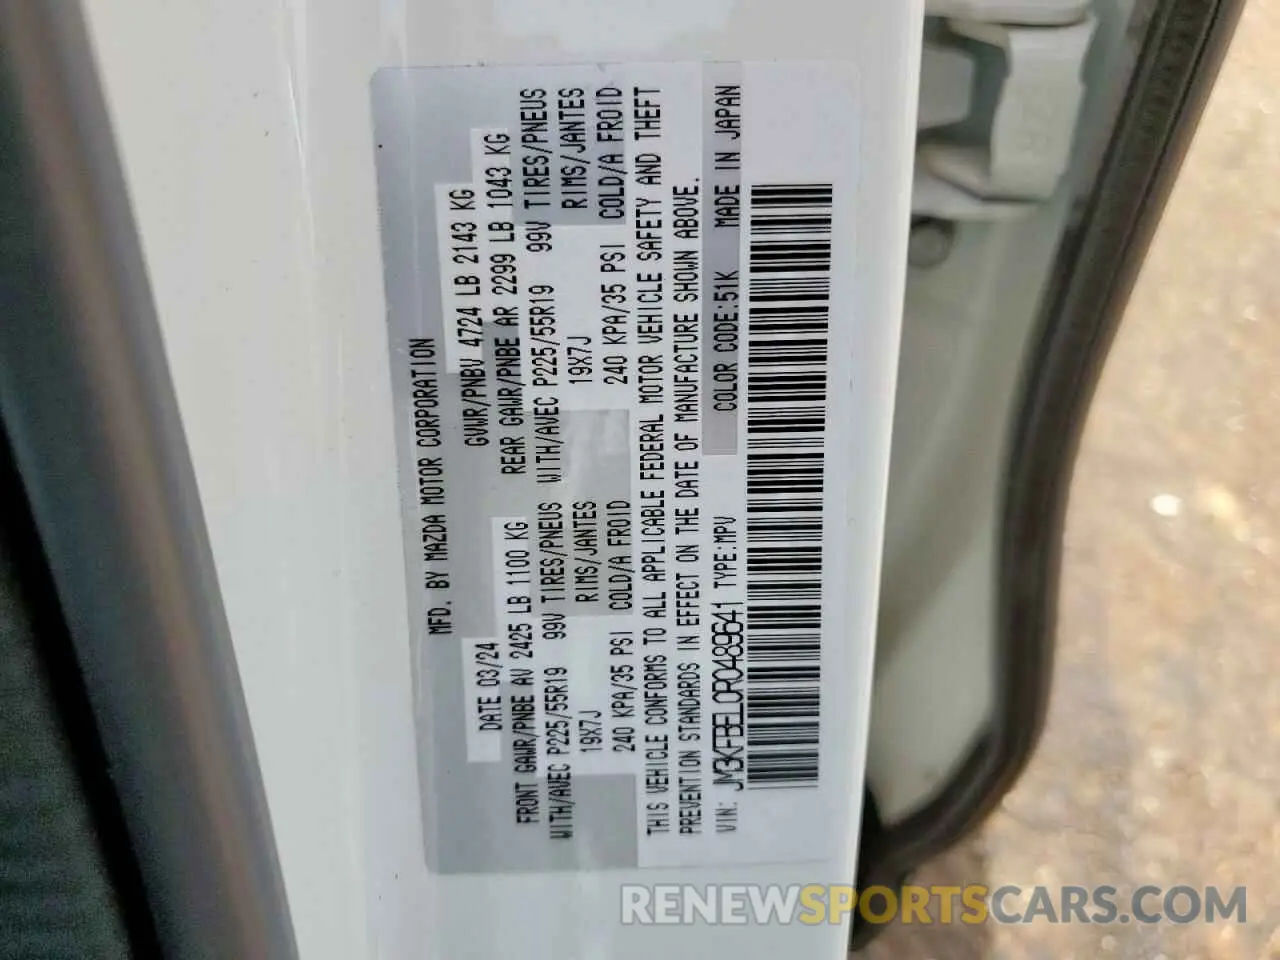 MFD. BY MAZDA MOTOR CORPORATION
DATE 03/24 GVWR/PNBV 4724 LB 2143 KG
FRONT GAWR/PNBE AV 2425 LB 1100 KG REAR GAWR/PNBE AR 2299 LB 1043 KG
WITH/AVEC P225/55R19 99V TIRES/PNEUS WITH/AVEC P225/55R19 99V TIRES/PNEUS
19X7J RIMS/JANTES 19X7J RIMS/JANTES
240 KPA/35 PSI COLD/A FROID 240 KPA/35 PSI COLD/A FROID
THIS VEHICLE CONFORMS TO ALL APPLICABLE FEDERAL MOTOR VEHICLE SAFETY AND THEFT
PREVENTION STANDARDS IN EFFECT ON THE DATE OF MANUFACTURE SHOWN ABOVE.
VIN: JM3KFBEL0R0489641 TYPE:MPV COLOR CODE:51K MADE IN JAPAN
RENEWSPORTSCARS.COM